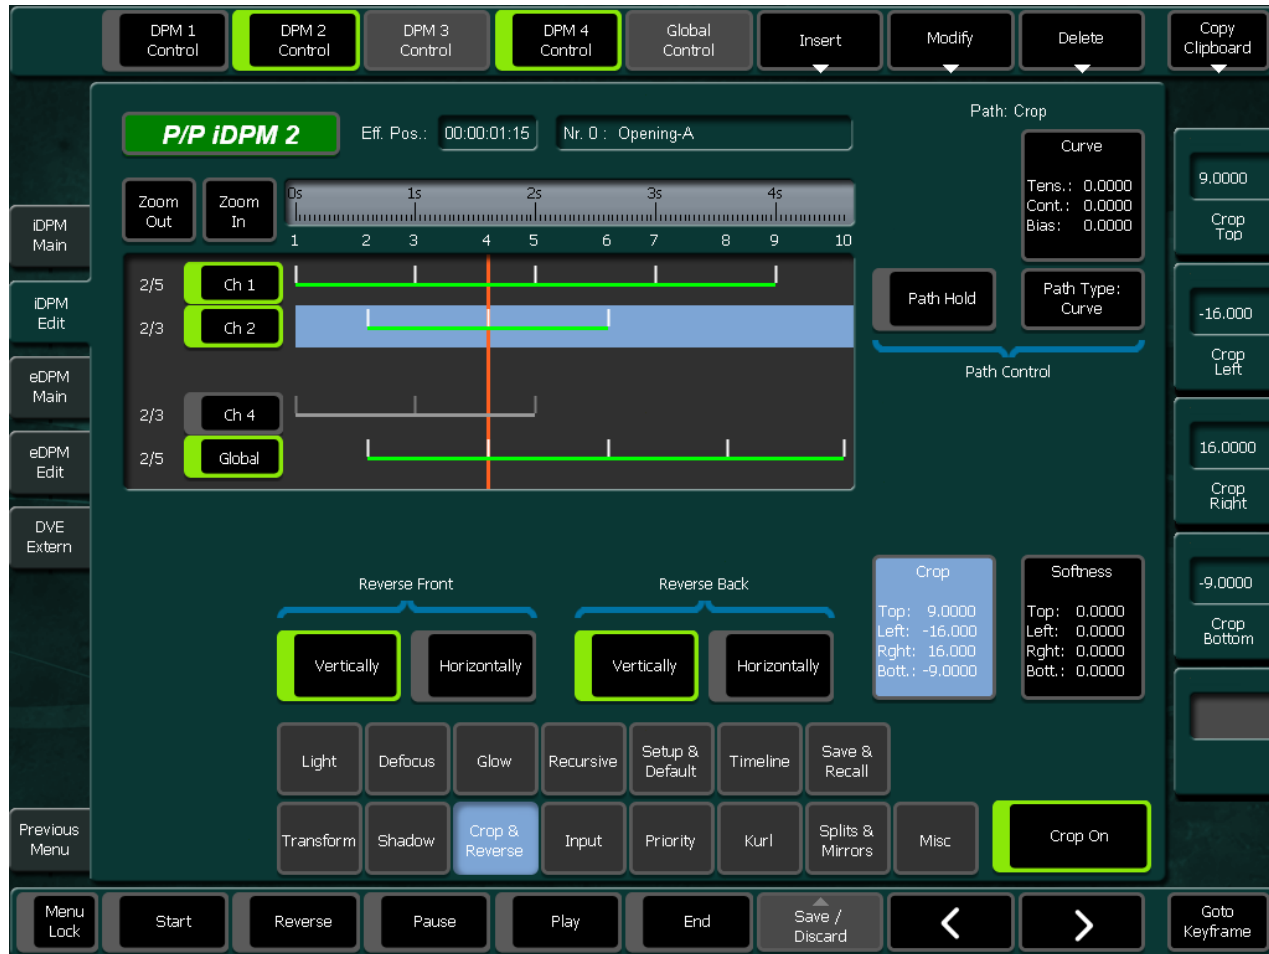 DPM 1
Control
DPM 2
Control
DPM 3
Control
DPM 4
Control
Global
Control
Insert
Modify
Delete
Copy
Clipboard
P/P iDPM 2
Eff. Pos.: 00:00:01:15
Nr. 0 : Opening-A
Path: Crop
Curve
Tens.: 0.0000
Cont.: 0.0000
Bias: 0.0000
9.0000
Crop
Top
Zoom
Out
Zoom
In
0s 1s 2s 3s 4s
1 2 3 4 5 6 7 8 9 10
iDPM
Main
iDPM
Edit
eDPM
Main
eDPM
Edit
DVE
Extern
2/5 Ch 1
2/3 Ch 2
2/3 Ch 4
2/5 Global
Path Hold
Path Type:
Curve
Path Control
-16.000
Crop
Left
16.0000
Crop
Right
-9.0000
Crop
Bottom
Reverse Front
Vertically
Horizontally
Reverse Back
Vertically
Horizontally
Crop
Top: 9.0000
Left: -16.000
Rght: 16.000
Bott.: -9.0000
Softness
Top: 0.0000
Left: 0.0000
Rght: 0.0000
Bott.: 0.0000
Light
Defocus
Glow
Recursive
Setup &
Default
Timeline
Save &
Recall
Previous
Menu
Transform
Shadow
Crop &
Reverse
Input
Priority
Kurl
Splits &
Mirrors
Misc
Crop On
Menu
Lock
Start
Reverse
Pause
Play
End
Save /
Discard
<
>
Goto
Keyframe